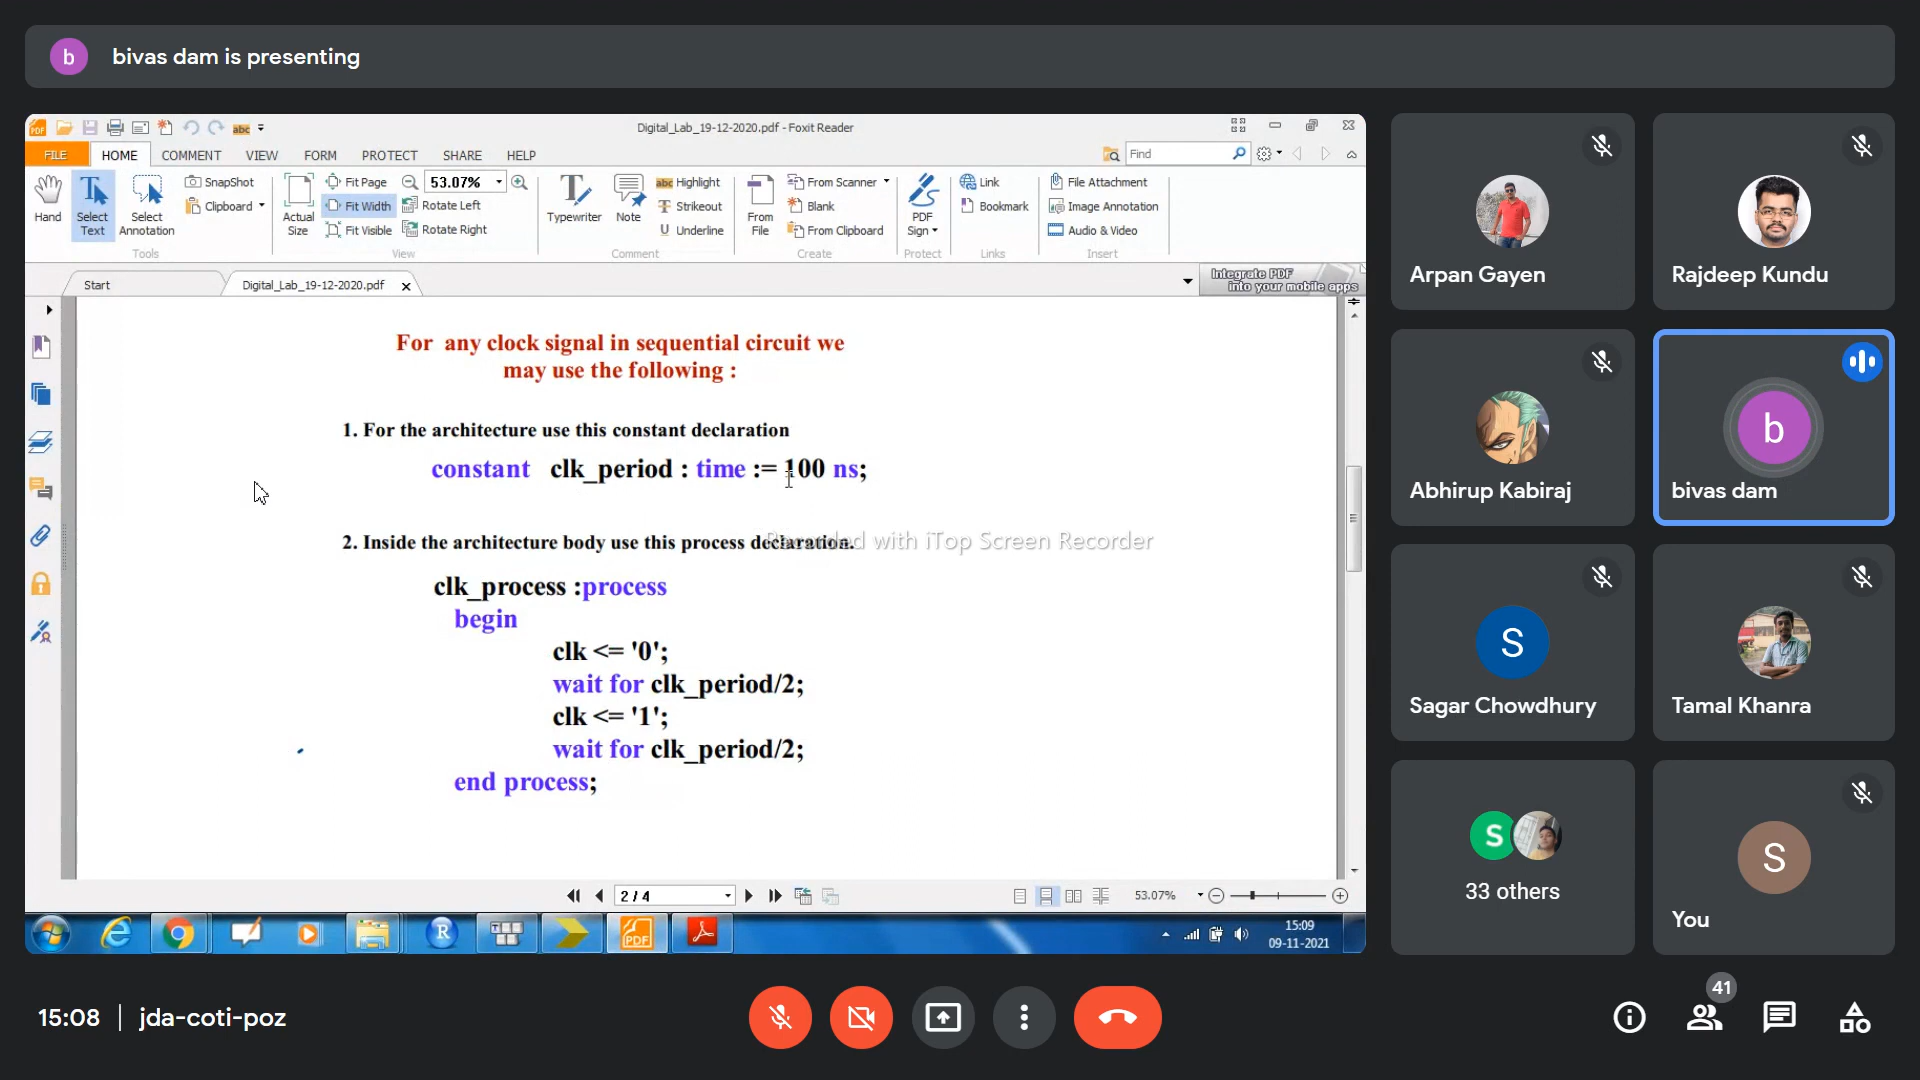 b bivas dam is presenting
Digital_Lab_19-12-2020.pdf - Foxit Reader
FILE HOME COMMENT VIEW FORM PROTECT SHARE HELP
Find
Hand
Select Text
Select Annotation
SnapShot
Clipboard
Tools
Actual Size
Fit Page
Fit Width
Fit Visible
53.07%
Rotate Left
Rotate Right
View
Typewriter
Note
abc Highlight
Strikeout
Underline
Comment
From File
From Scanner
Blank
From Clipboard
Create
PDF Sign
Protect
Link
Bookmark
Links
File Attachment
Image Annotation
Audio & Video
Insert
Start
Digital_Lab_19-12-2020.pdf
Integrate PDF
into your mobile apps
For any clock signal in sequential circuit we
may use the following :
1. For the architecture use this constant declaration
constant clk_period : time := 100 ns;
2. Inside the architecture body use this process declaration.
Recorded with iTop Screen Recorder
clk_process :process
begin
clk <= '0';
wait for clk_period/2;
clk <= '1';
wait for clk_period/2;
end process;
2 / 4
53.07%
15:09
09-11-2021
Arpan Gayen
Rajdeep Kundu
Abhirup Kabiraj
b
bivas dam
S
Sagar Chowdhury
Tamal Khanra
S
33 others
S
You
15:08 | jda-coti-poz
41